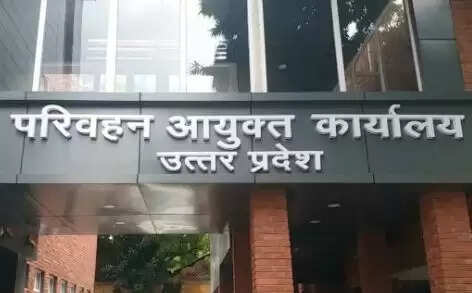 परिवहन आयुक्त कार्यालय
उत्तर प्रदेश